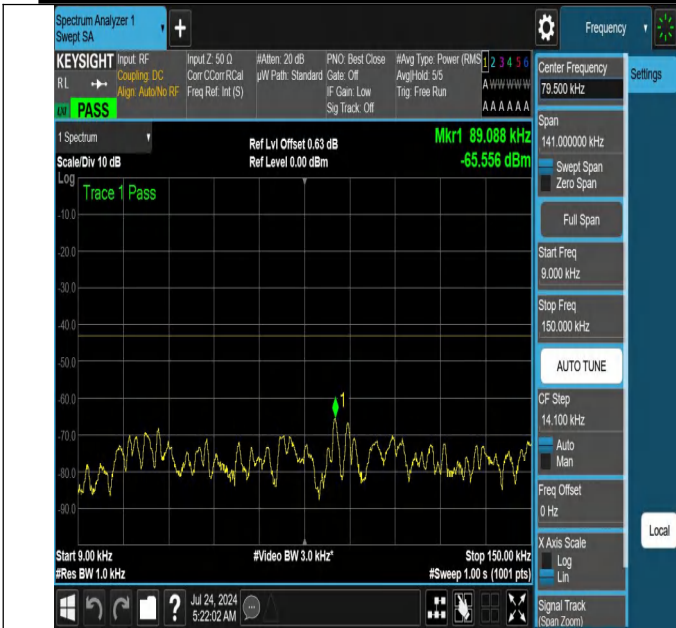 Spectrum Analyzer 1
Swept SA
+
Frequency
KEYSIGHT
RL
PASS
Input: RF
Coupling: DC
Align: Auto/No RF
Input Z: 50 Ω
Corr CCorr RCal
Freq Ref: Int (S)
#Atten: 20 dB
µW Path: Standard
PNO: Best Close
Gate: Off
IF Gain: Low
Sig Track: Off
#Avg Type: Power (RMS
Avg|Hold: 5/5
Trig: Free Run
1 2 3 4 5 6
A W W W W W
A A A A A A
1 Spectrum
Scale/Div 10 dB
Log
Ref Lvl Offset 0.63 dB
Ref Level 0.00 dBm
Mkr1 89.088 kHz
-65.556 dBm
Trace 1 Pass
-10.0
-20.0
-30.0
-40.0
-50.0
-60.0
-70.0
-80.0
-90.0
1
Start 9.00 kHz
#Res BW 1.0 kHz
#Video BW 3.0 kHz*
Stop 150.00 kHz
#Sweep 1.00 s (1001 pts)
?
Jul 24, 2024
5:22:02 AM
Center Frequency
79.500 kHz
Settings
Span
141.000000 kHz
Swept Span
Zero Span
Full Span
Start Freq
9.000 kHz
Stop Freq
150.000 kHz
AUTO TUNE
CF Step
14.100 kHz
Auto
Man
Freq Offset
0 Hz
X Axis Scale
Log
Lin
Local
Signal Track
(Span Zoom)